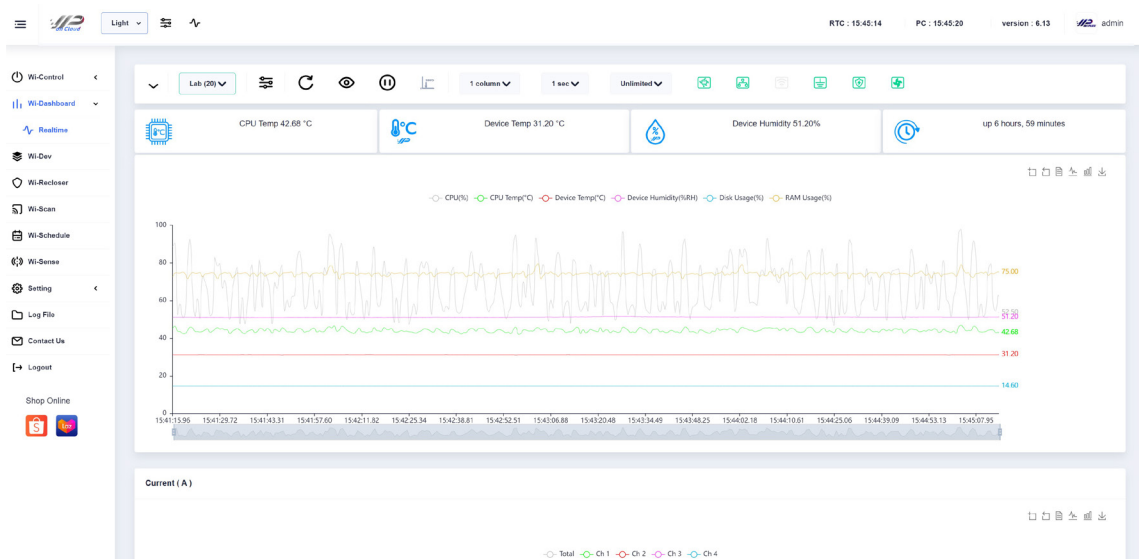 WP
on Cloud
Light
RTC : 15:45:14
PC : 15:45:20
version : 6.13
admin
Wi-Control
Wi-Dashboard
Realtime
Wi-Dev
Wi-Recloser
Wi-Scan
Wi-Schedule
Wi-Sense
Setting
Log File
Contact Us
Logout
Shop Online
Lab (20)
1 column
1 sec
Unlimited
CPU Temp 42.68 °C
°C
Device Temp 31.20 °C
%
Device Humidity 51.20%
up 6 hours, 59 minutes
CPU(%) CPU Temp(°C) Device Temp(°C) Device Humidity(%RH) Disk Usage(%) RAM Usage(%)
100
80
60
40
20
0
75.00
51.20
42.68
31.20
14.60
15:41:15.96 15:41:29.72 15:41:43.31 15:41:57.60 15:42:11.82 15:42:25.34 15:42:38.81 15:42:52.51 15:43:06.88 15:43:20.48 15:43:34.49 15:43:48.25 15:44:02.18 15:44:10.61 15:44:25.06 15:44:39.09 15:44:53.13 15:45:07.95
Current ( A )
Total Ch 1 Ch 2 Ch 3 Ch 4